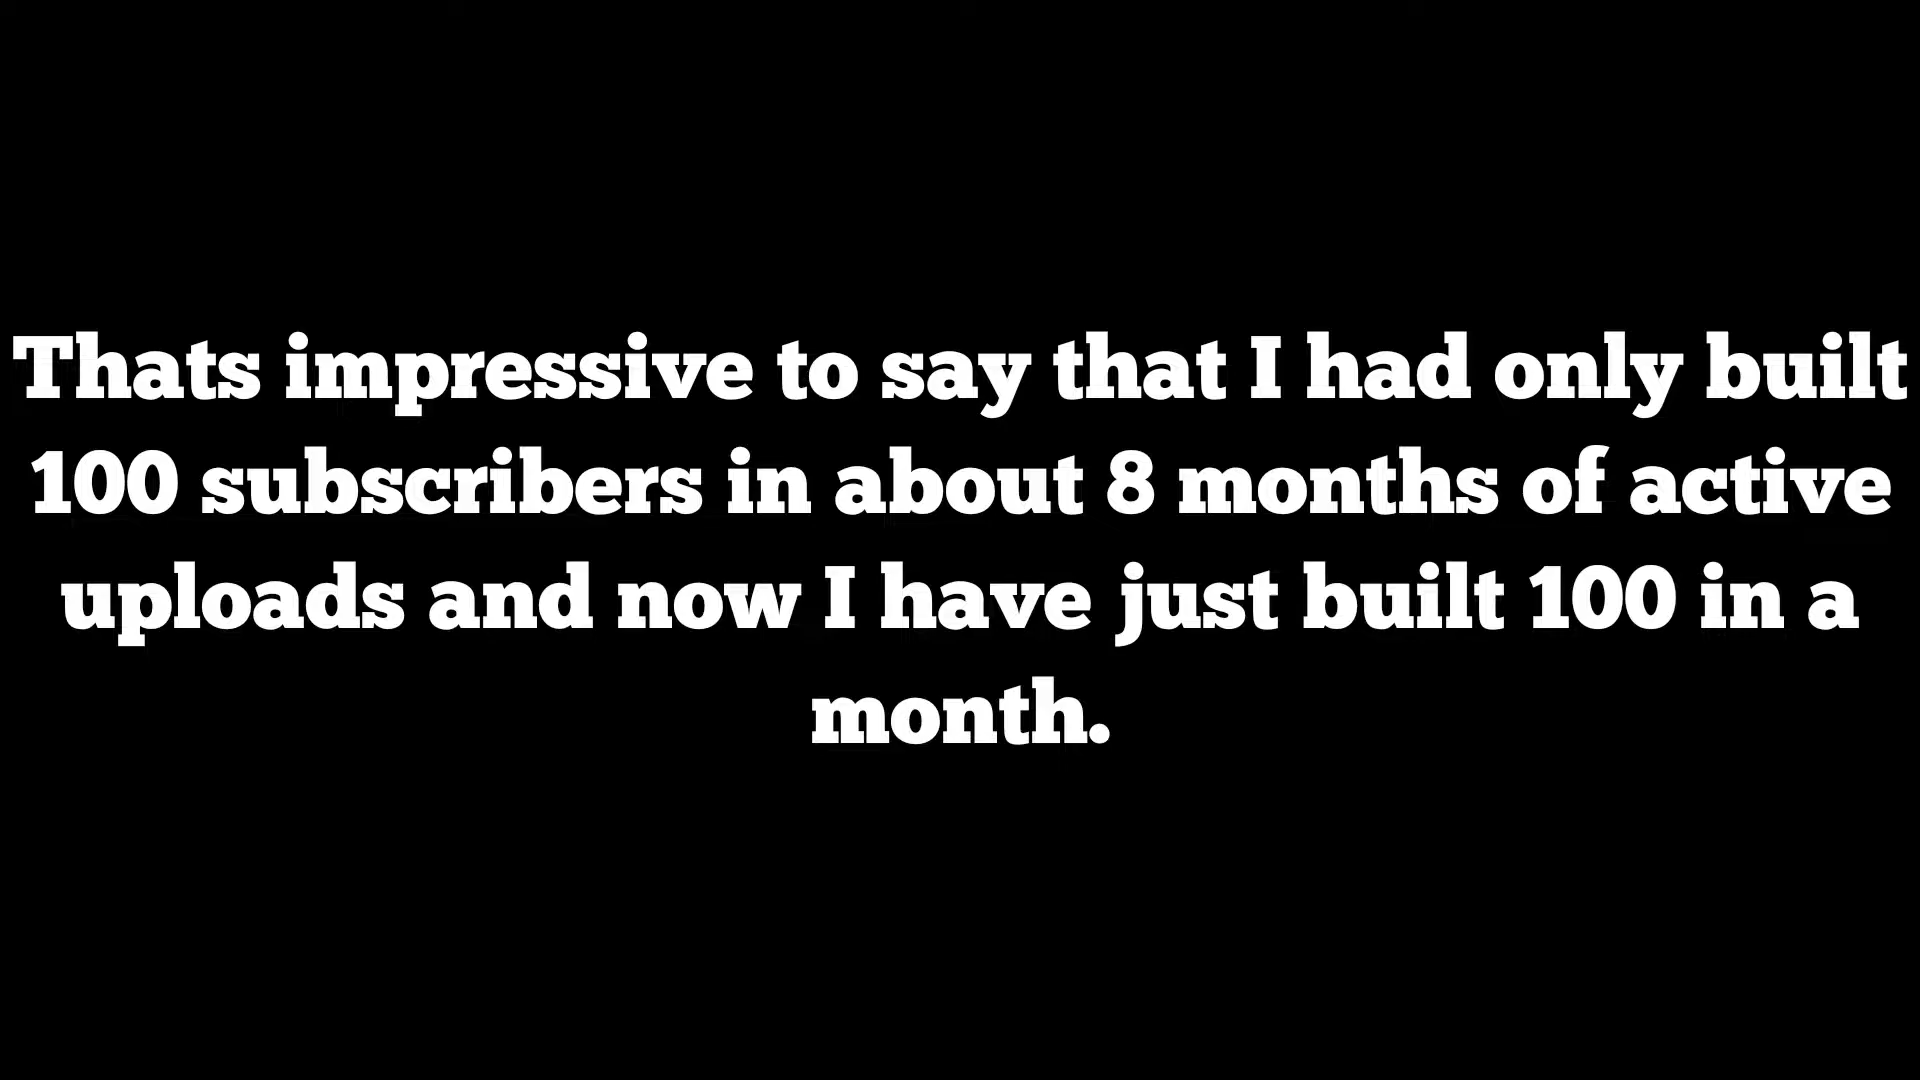 Thats impressive to say that I had only built
100 subscribers in about 8 months of active
uploads and now I have just built 100 in a
month.